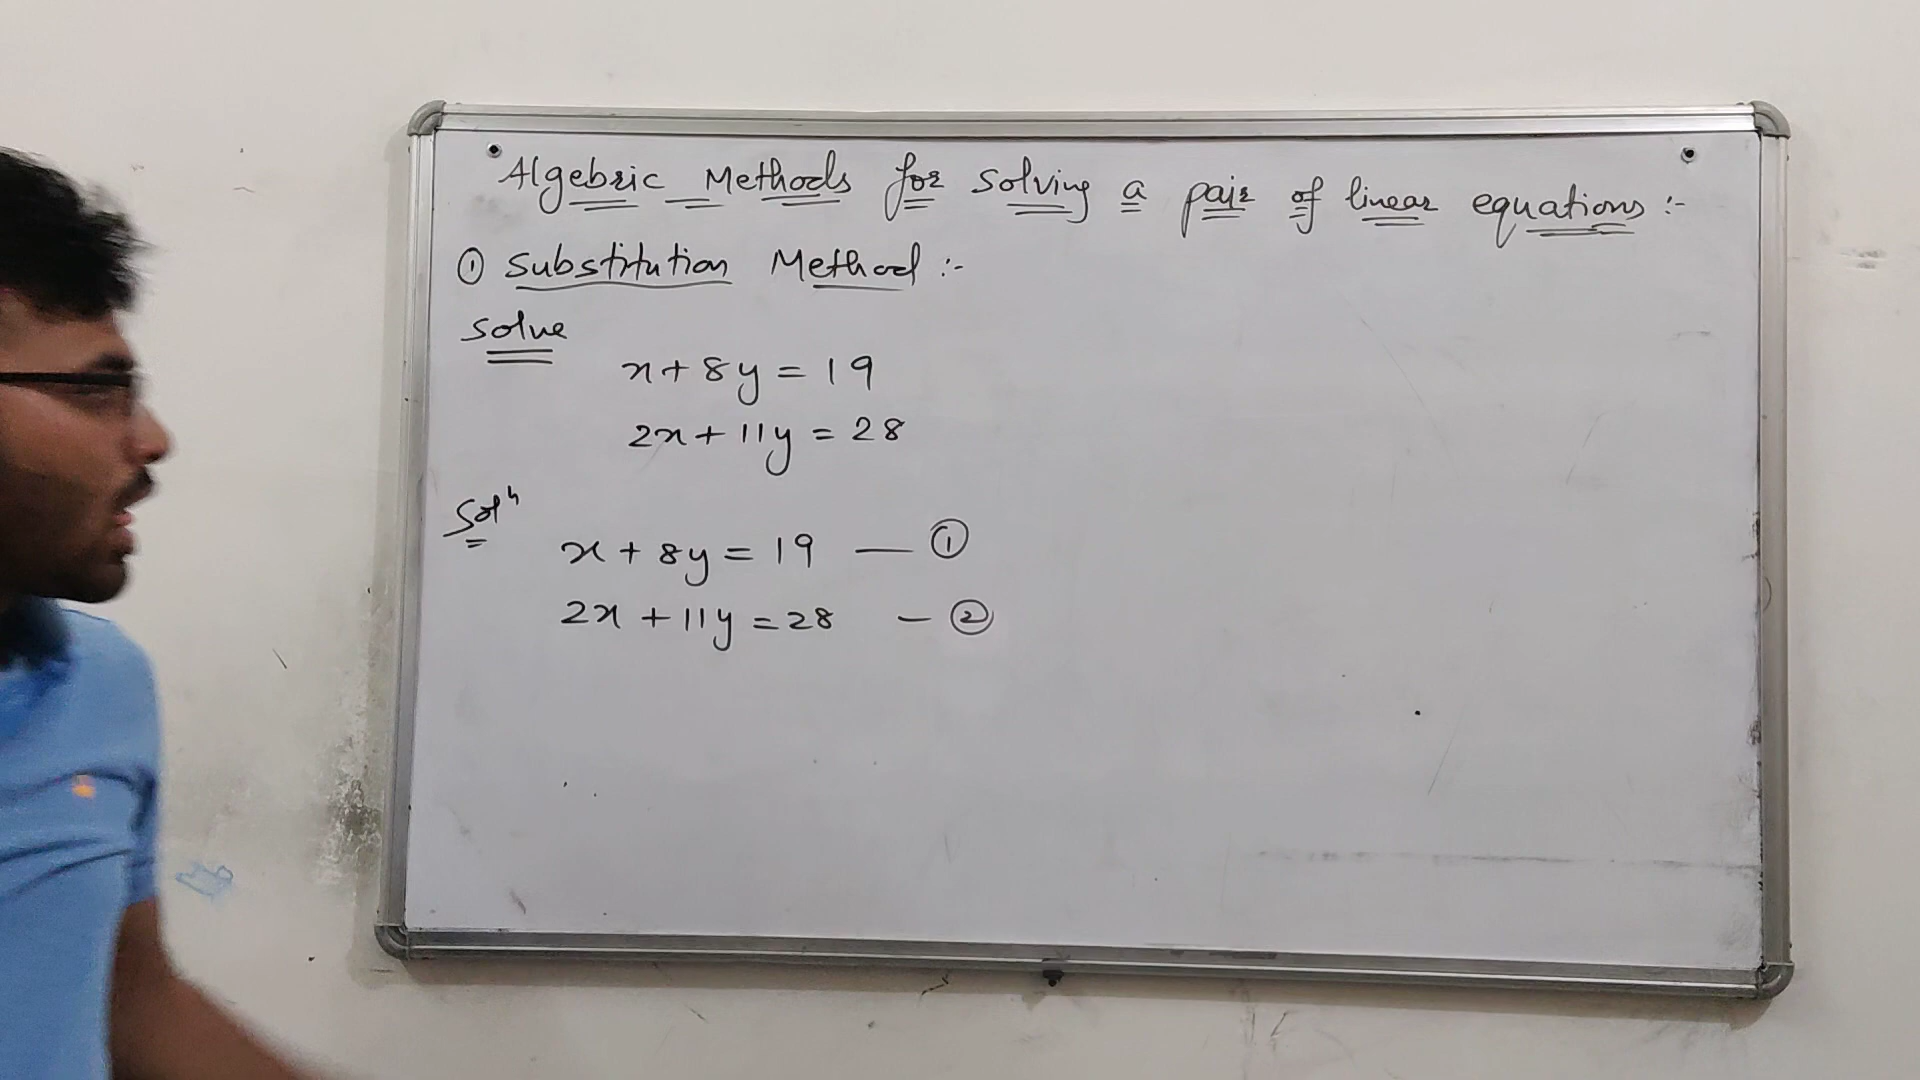 Algebric Methods for Solving a pair of linear equations :-
① Substitution Method :-
Solve
x + 8y = 19
2x + 11y = 28
Solⁿ
x + 8y = 19 — ①
2x + 11y = 28 — ②